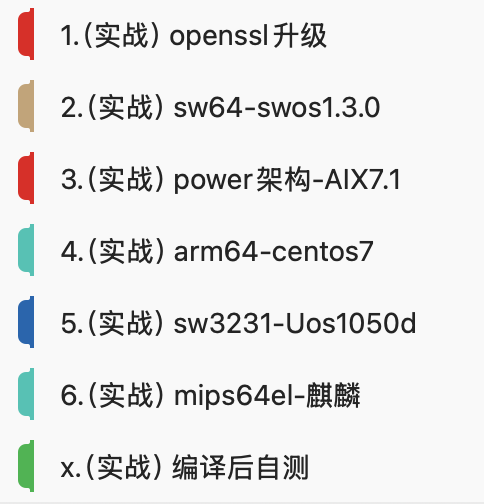 1.(实战) openssl升级
2.(实战) sw64-swos1.3.0
3.(实战) power架构-AIX7.1
4.(实战) arm64-centos7
5.(实战) sw3231-Uos1050d
6.(实战) mips64el-麒麟
x.(实战) 编译后自测